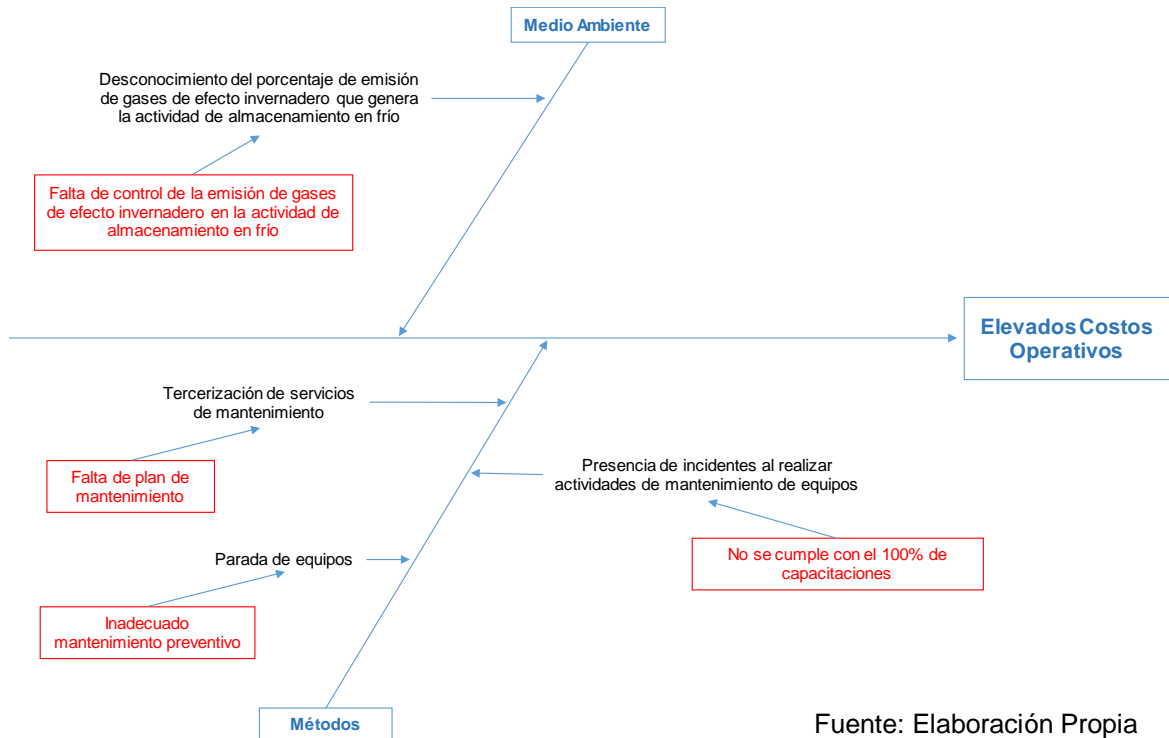 Medio Ambiente
Desconocimiento del porcentaje de emisión
de gases de efecto invernadero que genera
la actividad de almacenamiento en frío
Falta de control de la emisión de gases
de efecto invernadero en la actividad de
almacenamiento en frío
Elevados Costos
Operativos
Tercerización de servicios
de mantenimiento
Falta de plan de
mantenimiento
Presencia de incidentes al realizar
actividades de mantenimiento de equipos
No se cumple con el 100% de
capacitaciones
Parada de equipos
Inadecuado
mantenimiento preventivo
Métodos
Fuente: Elaboración Propia